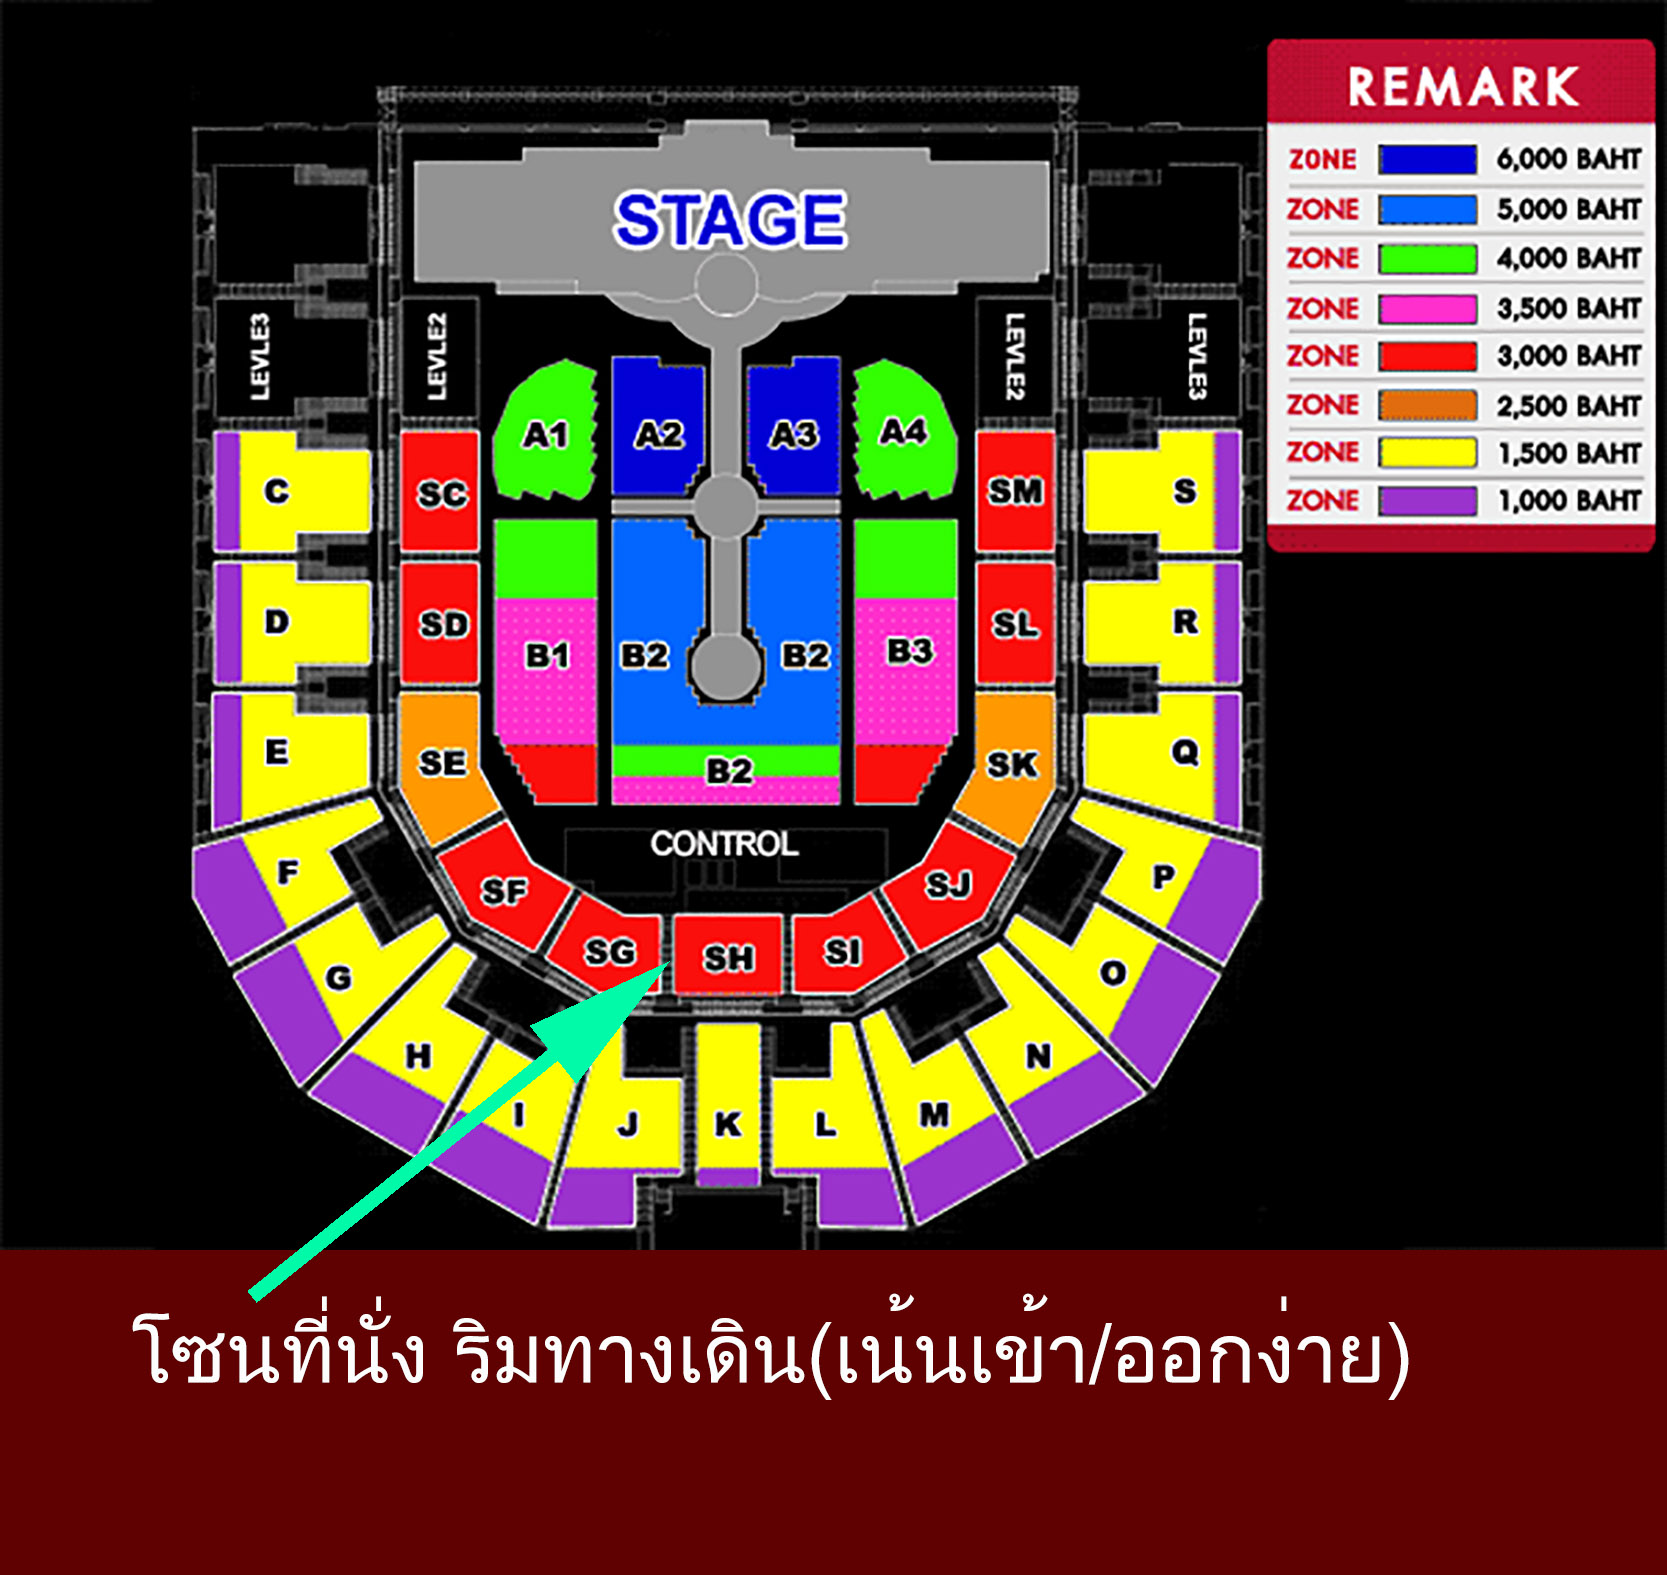 REMARK
ZONE 6,000 BAHT
ZONE 5,000 BAHT
ZONE 4,000 BAHT
ZONE 3,500 BAHT
ZONE 3,000 BAHT
ZONE 2,500 BAHT
ZONE 1,500 BAHT
ZONE 1,000 BAHT
STAGE
LEVLE3
LEVLE2
LEVLE2
LEVLE3
A1 A2 A3 A4
C SC SM S
D SD SL R
B1 B2 B2 B3
E SE B2 SK Q
CONTROL
F SF SJ P
G SG SH SI O
H I J K L M N
โซนที่นั่ง ริมทางเดิน(เน้นเข้า/ออกง่าย)